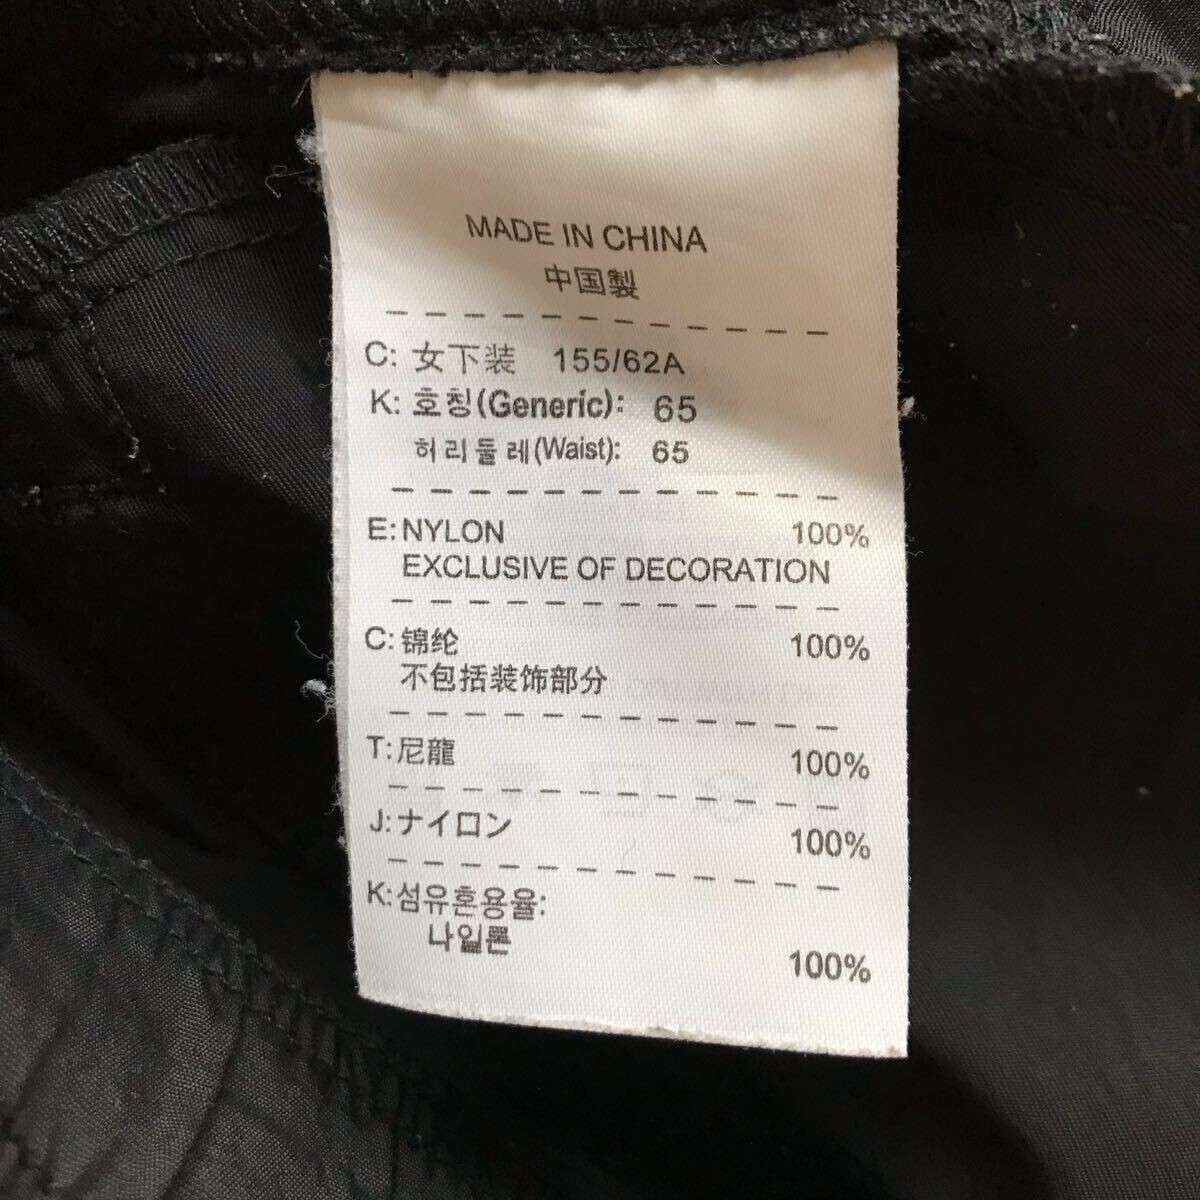 MADE IN CHINA
中国製
C: 女下装 155/62A
K: 호칭(Generic): 65
허리둘레(Waist): 65
E: NYLON 100%
EXCLUSIVE OF DECORATION
C: 锦纶 100%
不包括装饰部分
T: 尼龍 100%
J: ナイロン 100%
K: 섬유혼용율:
나일론 100%